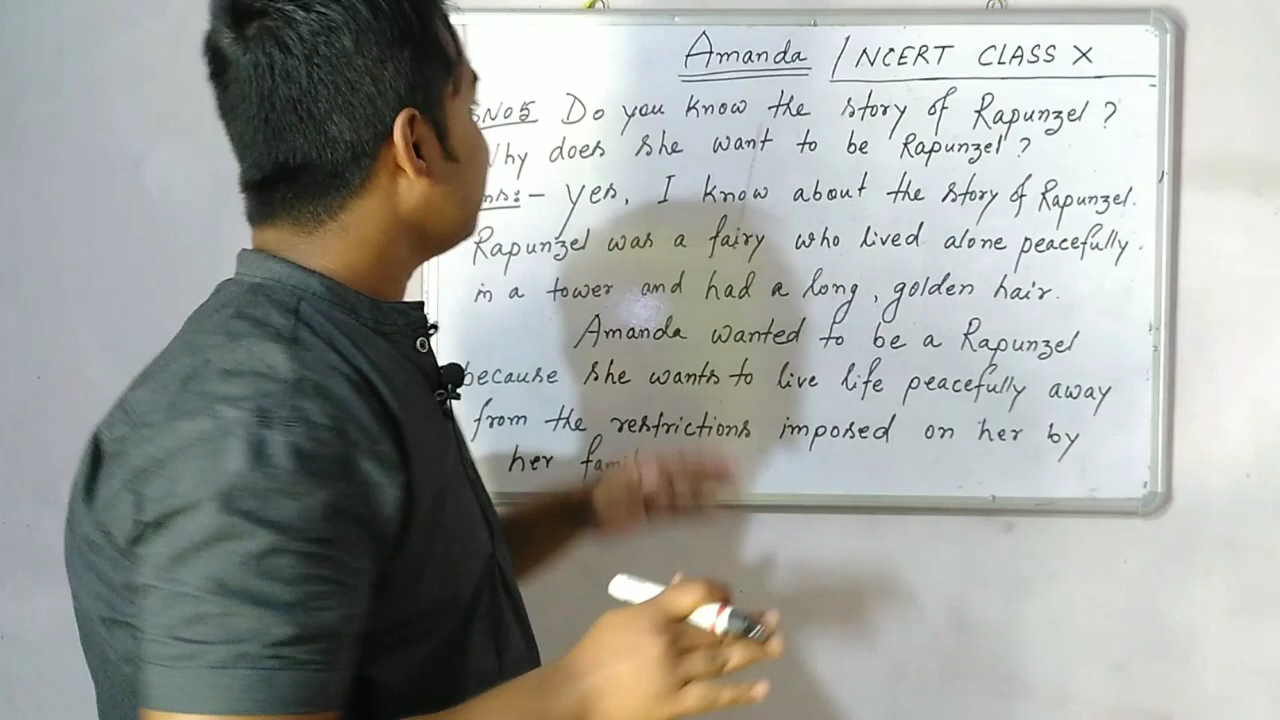 Amanda / NCERT CLASS X
No5 Do you know the story of Rapunzel?
Why does she want to be Rapunzel?
Ans:- Yes, I know about the story of Rapunzel.
Rapunzel was a fairy who lived alone peacefully.
in a tower and had a long, golden hair.
Amanda wanted to be a Rapunzel
because she wants to live life peacefully away
from the restrictions imposed on her by
her